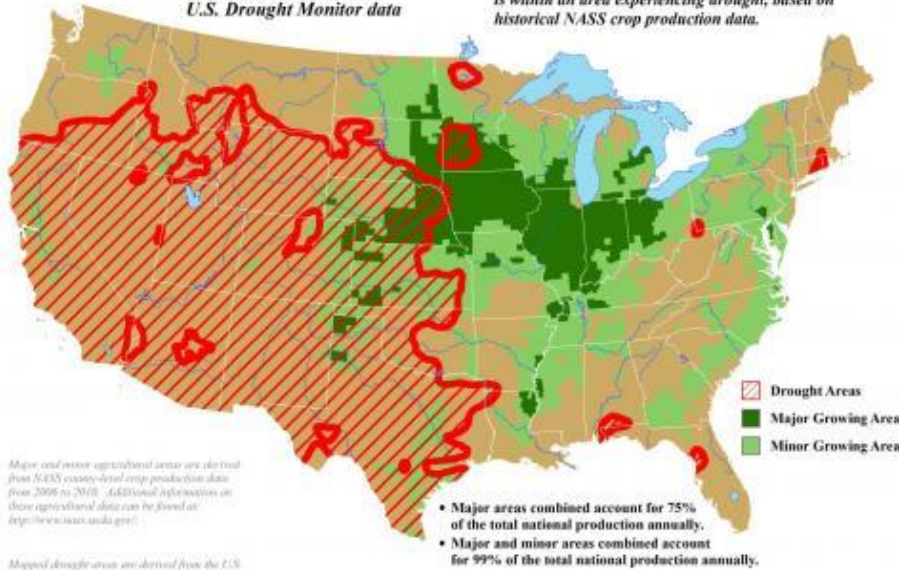 U.S. Drought Monitor data
is within an area experiencing drought, based on
historical NASS crop production data.
Drought Areas
Major Growing Area
Minor Growing Area
Major and minor agricultural areas are derived
from NASS county-level crop production data
from 2006 to 2010. Additional information on
these agricultural data can be found at:
http://www.nass.usda.gov/
• Major areas combined account for 75%
of the total national production annually.
• Major and minor areas combined account
for 99% of the total national production annually.
Mapped drought areas are derived from the U.S.